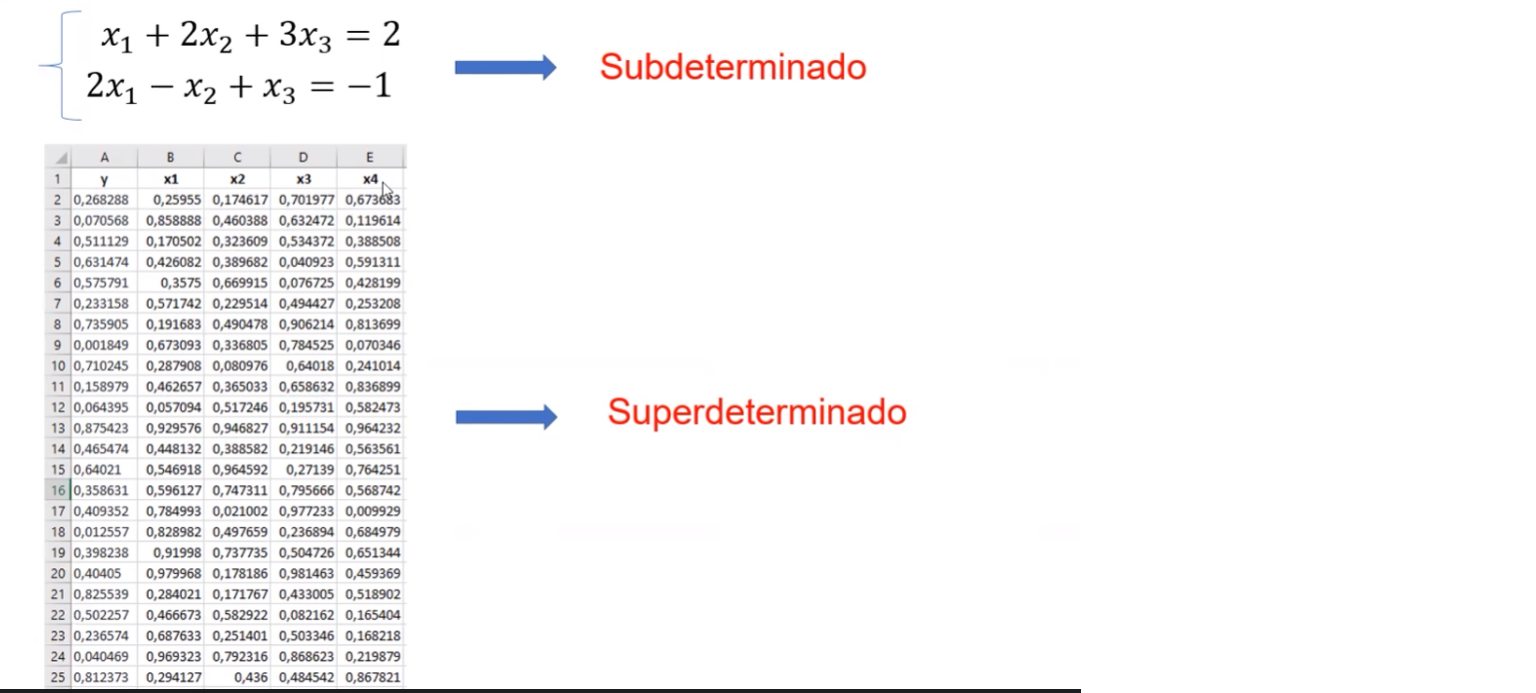 x₁ + 2x₂ + 3x₃ = 2
2x₁ − x₂ + x₃ = −1
Subdeterminado
A B C D E
1 y x1 x2 x3 x4
2 0,268288 0,25955 0,174617 0,701977 0,673683
3 0,070568 0,858888 0,460388 0,632472 0,119614
4 0,511129 0,170502 0,323609 0,534372 0,388508
5 0,631474 0,426082 0,389682 0,040923 0,591311
6 0,575791 0,3575 0,669915 0,076725 0,428199
7 0,233158 0,571742 0,229514 0,494427 0,253208
8 0,735905 0,191683 0,490478 0,906214 0,813699
9 0,001849 0,673093 0,336805 0,784525 0,070346
10 0,710245 0,287908 0,080976 0,64018 0,241014
11 0,158979 0,462657 0,365033 0,658632 0,836899
12 0,064395 0,057094 0,517246 0,195731 0,582473
Superdeterminado
13 0,875423 0,929576 0,946827 0,911154 0,964232
14 0,465474 0,448132 0,388582 0,219146 0,563561
15 0,64021 0,546918 0,964592 0,27139 0,764251
16 0,358631 0,596127 0,747311 0,795666 0,568742
17 0,409352 0,784993 0,021002 0,977233 0,009929
18 0,012557 0,828982 0,497659 0,236894 0,684979
19 0,398238 0,91998 0,737735 0,504726 0,651344
20 0,40405 0,979968 0,178186 0,981463 0,459369
21 0,825539 0,284021 0,171767 0,433005 0,518902
22 0,502257 0,466673 0,582922 0,082162 0,165404
23 0,236574 0,687633 0,251401 0,503346 0,168218
24 0,040469 0,969323 0,792316 0,868623 0,219879
25 0,812373 0,294127 0,436 0,484542 0,867821